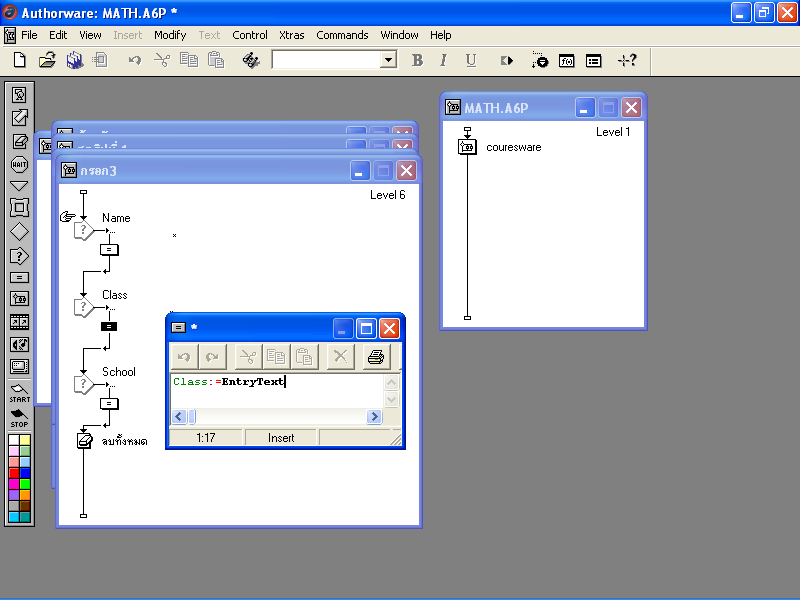 Authorware: MATH.A6P *
File Edit View Insert Modify Text Control Xtras Commands Window Help
B I U
MATH.A6P
Level 1
couresware
กรอก3
Level 6
Name
=
Class
=
School
=
ลบทั้งหมด
= *
Class:=EntryText
1:17 Insert
WAIT
START
STOP